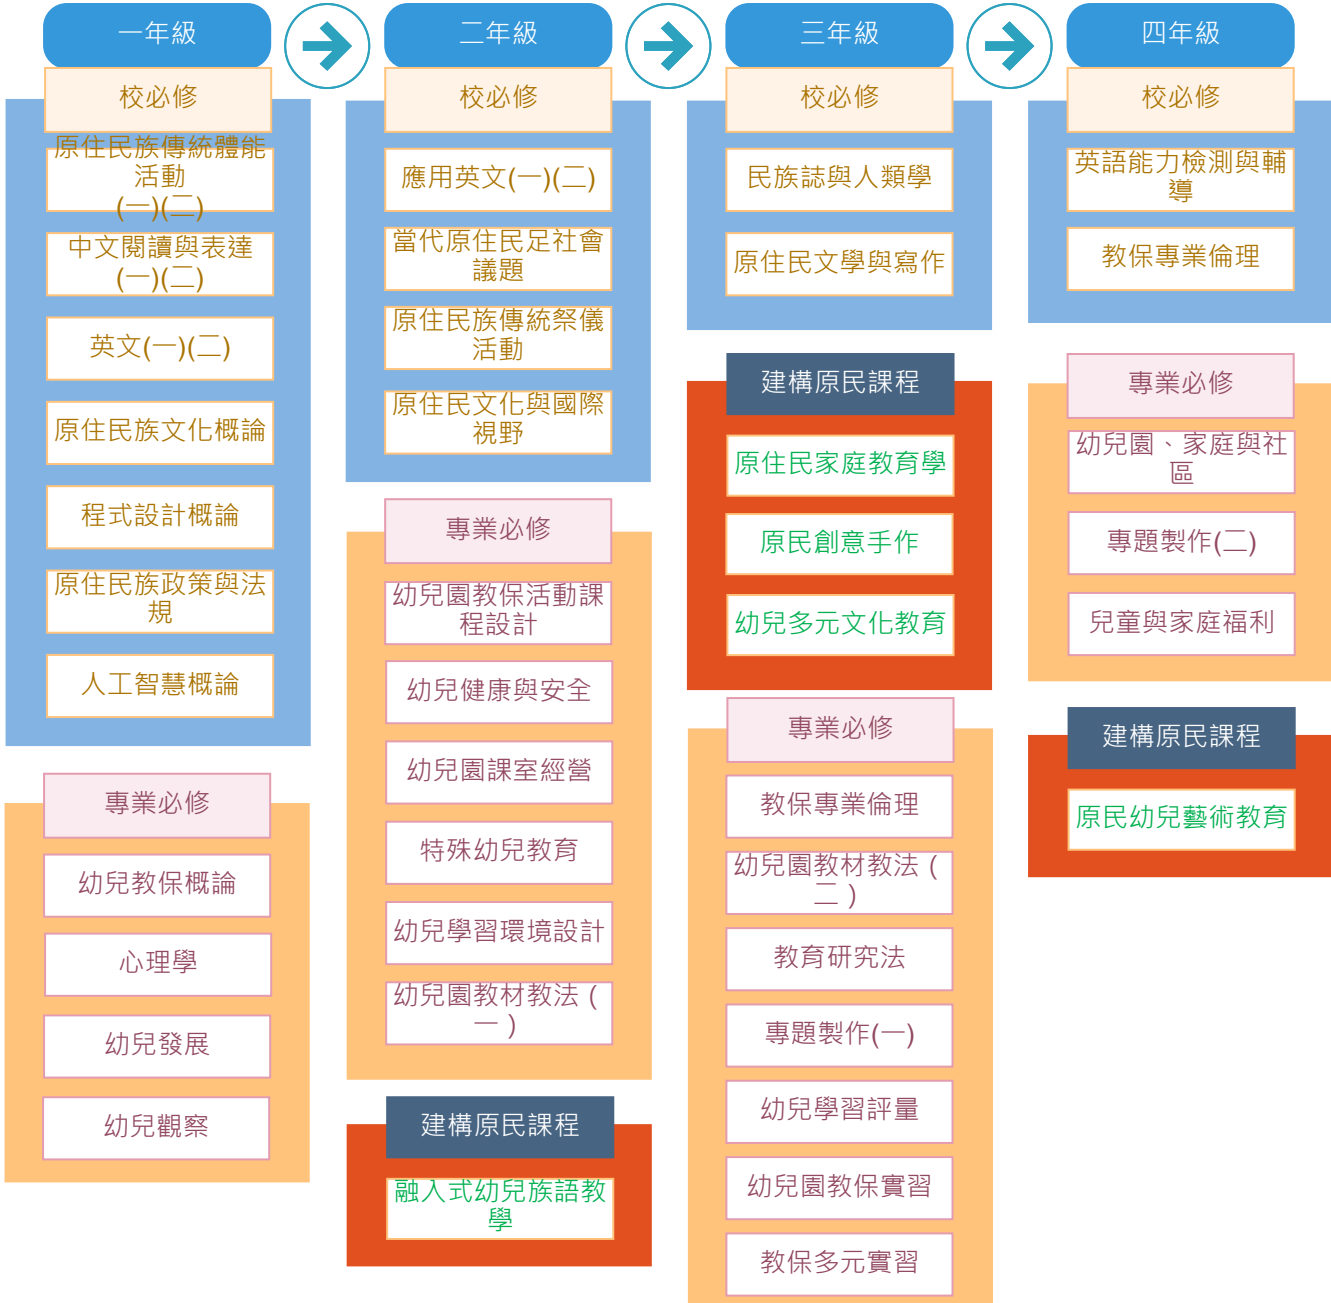 一年級
校必修
原住民族傳統體能
活動
(一)(二)
中文閱讀與表達
(一)(二)
英文(一)(二)
原住民族文化概論
程式設計概論
原住民族政策與法
規
人工智慧概論
專業必修
幼兒教保概論
心理學
幼兒發展
幼兒觀察
二年級
校必修
應用英文(一)(二)
當代原住民足社會
議題
原住民族傳統祭儀
活動
原住民文化與國際
視野
專業必修
幼兒園教保活動課
程設計
幼兒健康與安全
幼兒園課室經營
特殊幼兒教育
幼兒學習環境設計
幼兒園教材教法(
一)
建構原民課程
融入式幼兒族語教
學
三年級
校必修
民族誌與人類學
原住民文學與寫作
建構原民課程
原住民家庭教育學
原民創意手作
幼兒多元文化教育
專業必修
教保專業倫理
幼兒園教材教法(
二)
教育研究法
專題製作(一)
幼兒學習評量
幼兒園教保實習
教保多元實習
四年級
校必修
英語能力檢測與輔
導
教保專業倫理
專業必修
幼兒園、家庭與社
區
專題製作(二)
兒童與家庭福利
建構原民課程
原民幼兒藝術教育